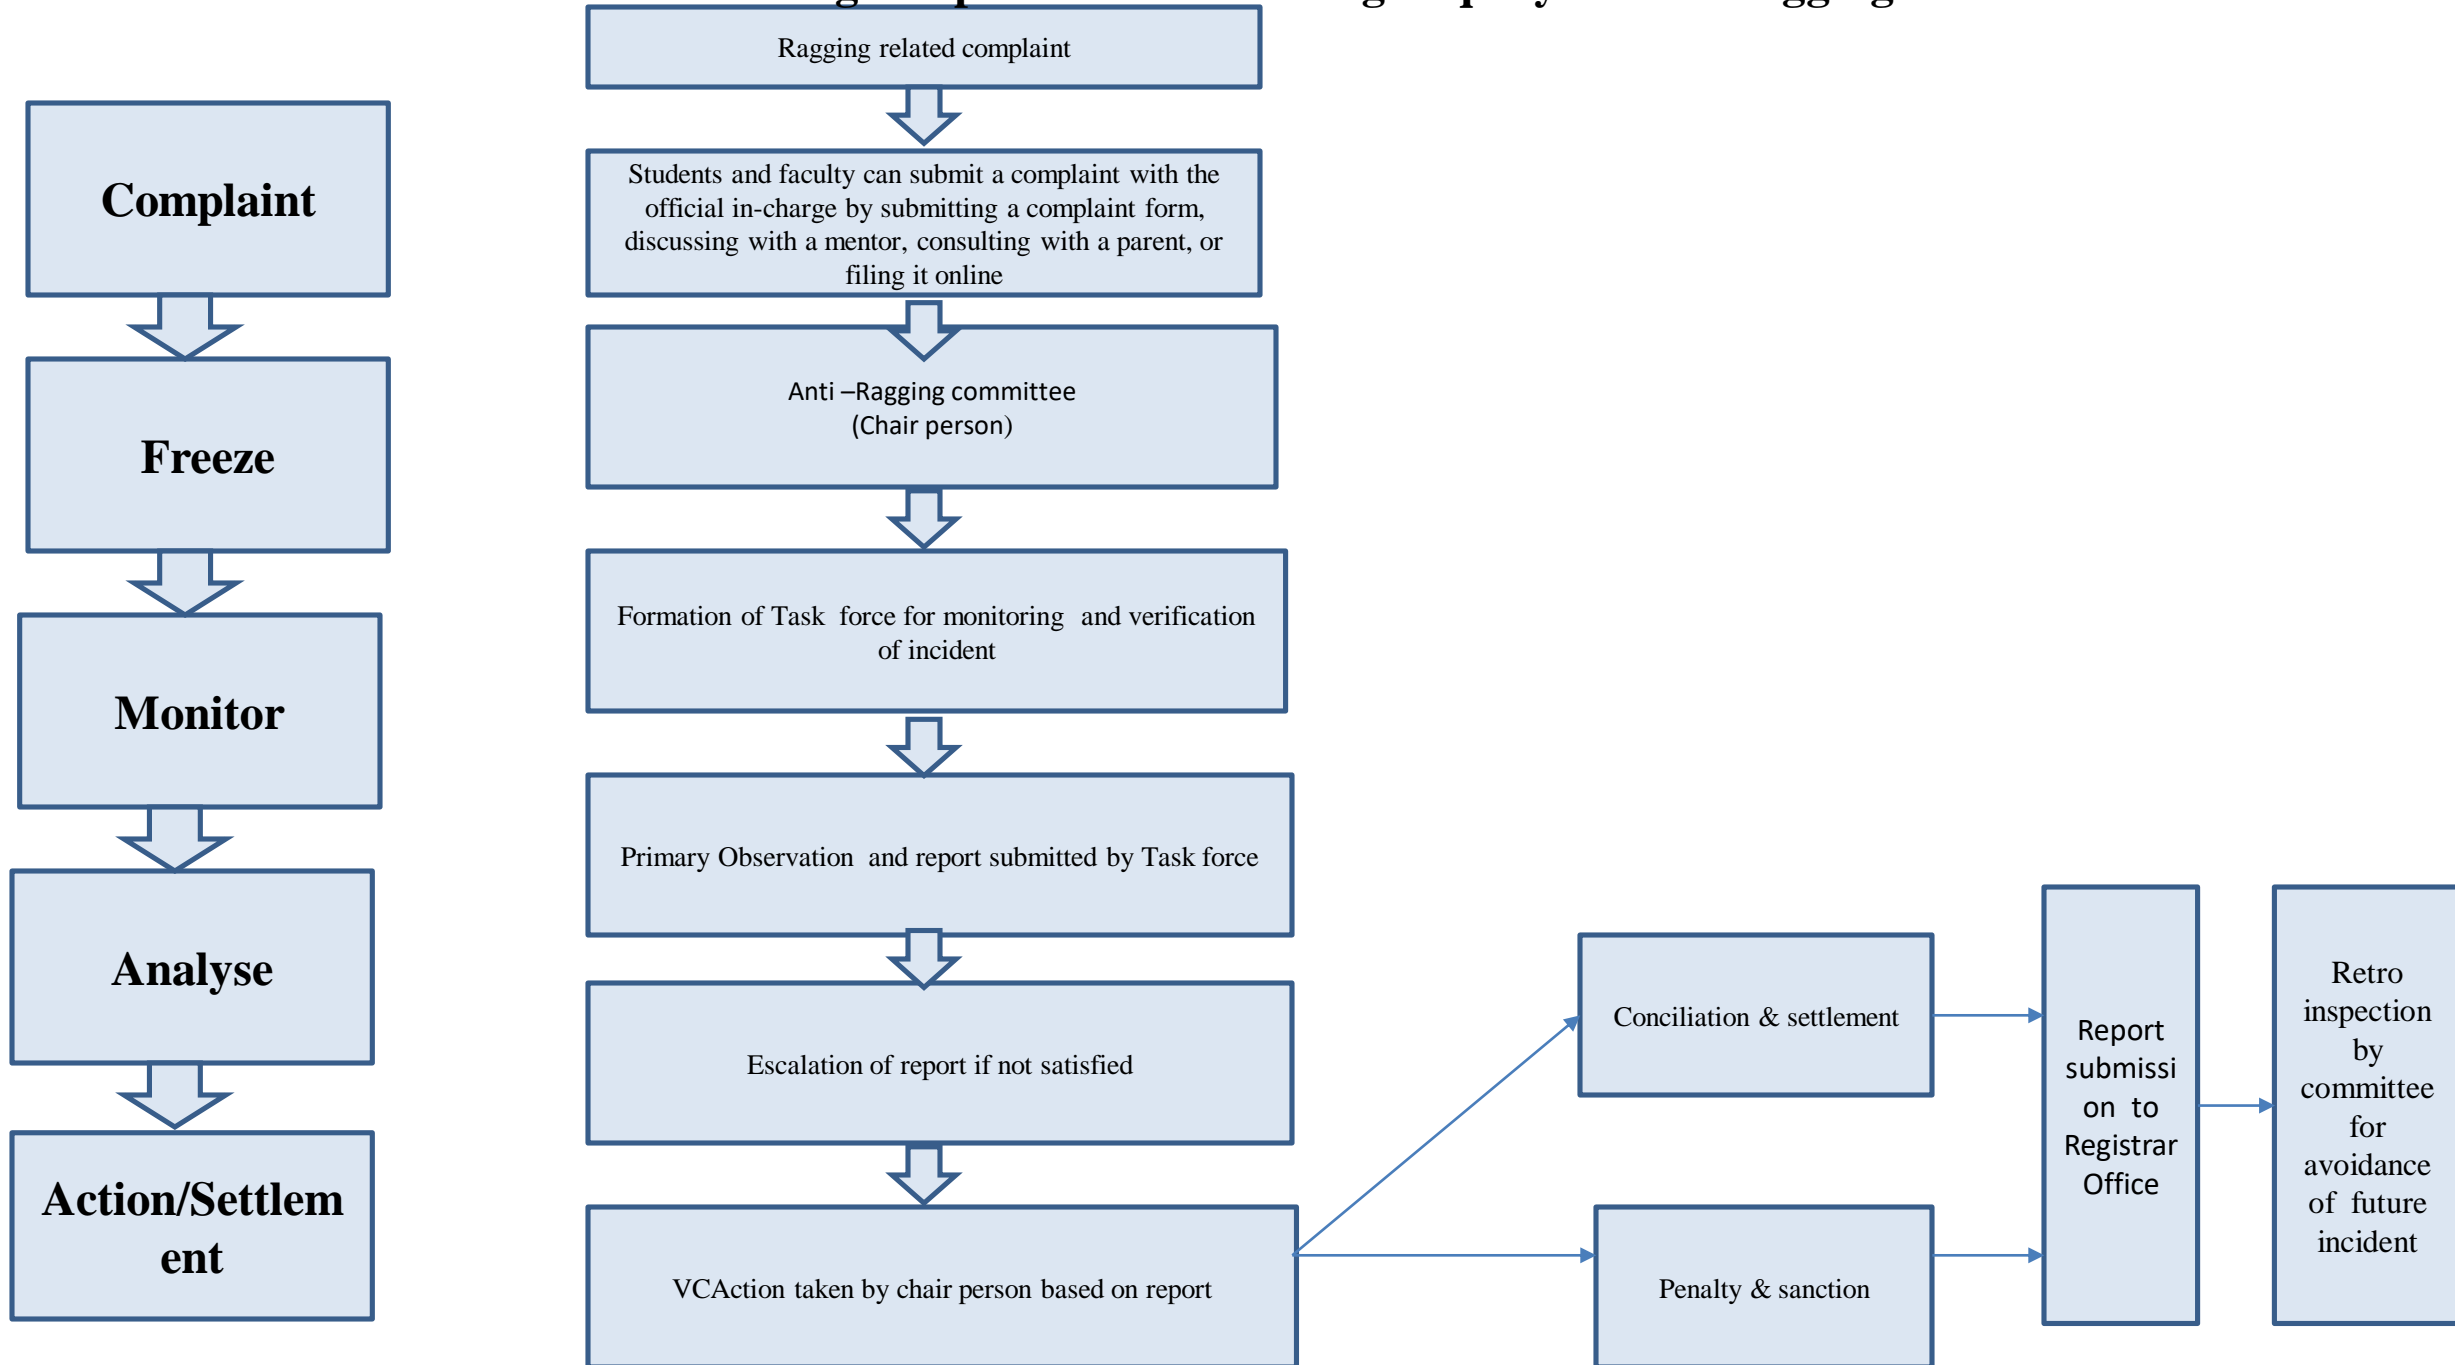 Ragging related complaint
Complaint
Students and faculty can submit a complaint with the
official in-charge by submitting a complaint form,
discussing with a mentor, consulting with a parent, or
filing it online
Freeze
Anti –Ragging committee
(Chair person)
Monitor
Formation of Task force for monitoring and verification
of incident
Analyse
Primary Observation and report submitted by Task force
Escalation of report if not satisfied
Action/Settlem
ent
VCAction taken by chair person based on report
Conciliation & settlement
Penalty & sanction
Report
submissi
on to
Registrar
Office
Retro
inspection
by
committee
for
avoidance
of future
incident